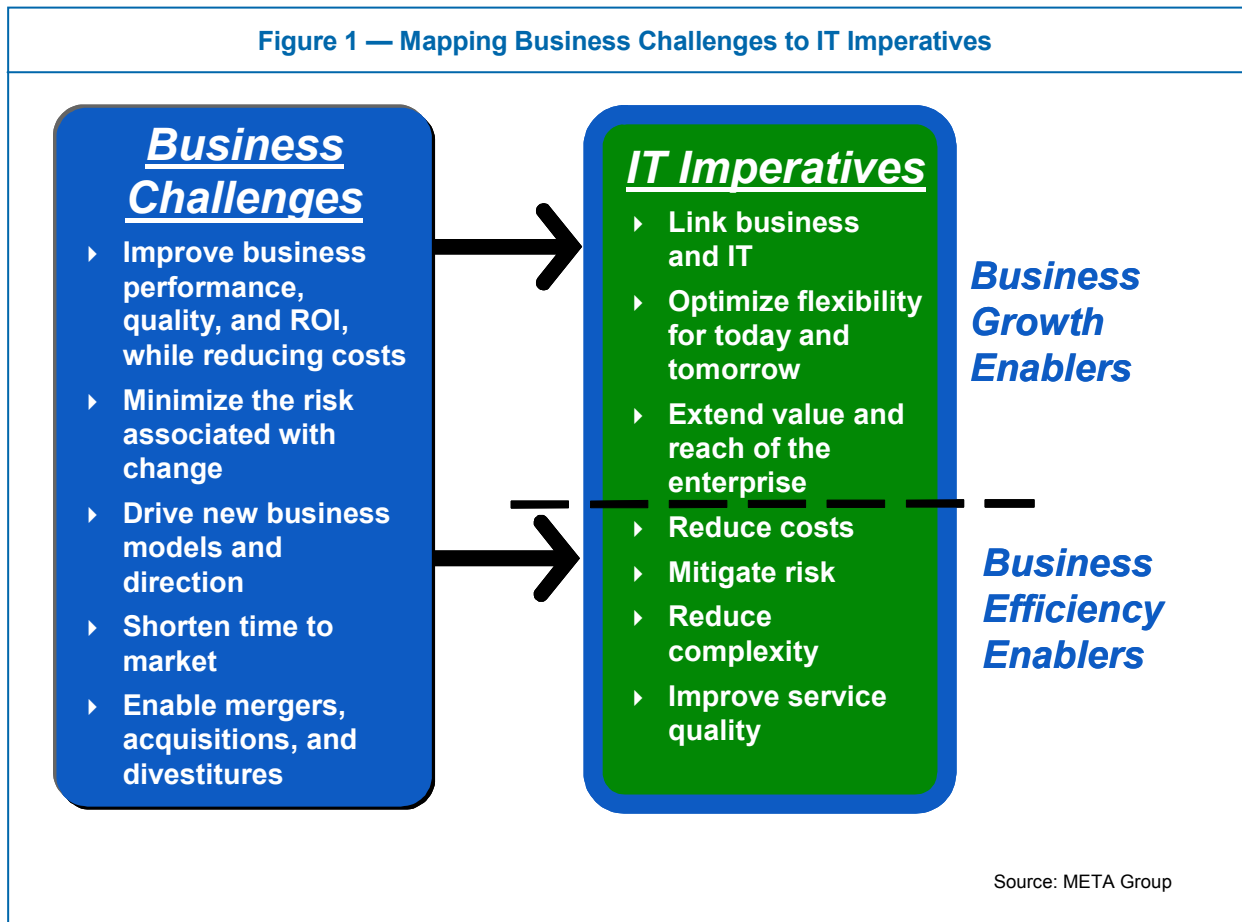 Figure 1 — Mapping Business Challenges to IT Imperatives
Business
Challenges
Improve business
performance,
quality, and ROI,
while reducing costs
Minimize the risk
associated with
change
Drive new business
models and
direction
Shorten time to
market
Enable mergers,
acquisitions, and
divestitures
IT Imperatives
Link business
and IT
Optimize flexibility
for today and
tomorrow
Extend value and
reach of the
enterprise
Reduce costs
Mitigate risk
Reduce
complexity
Improve service
quality
Business
Growth
Enablers
Business
Efficiency
Enablers
Source: META Group